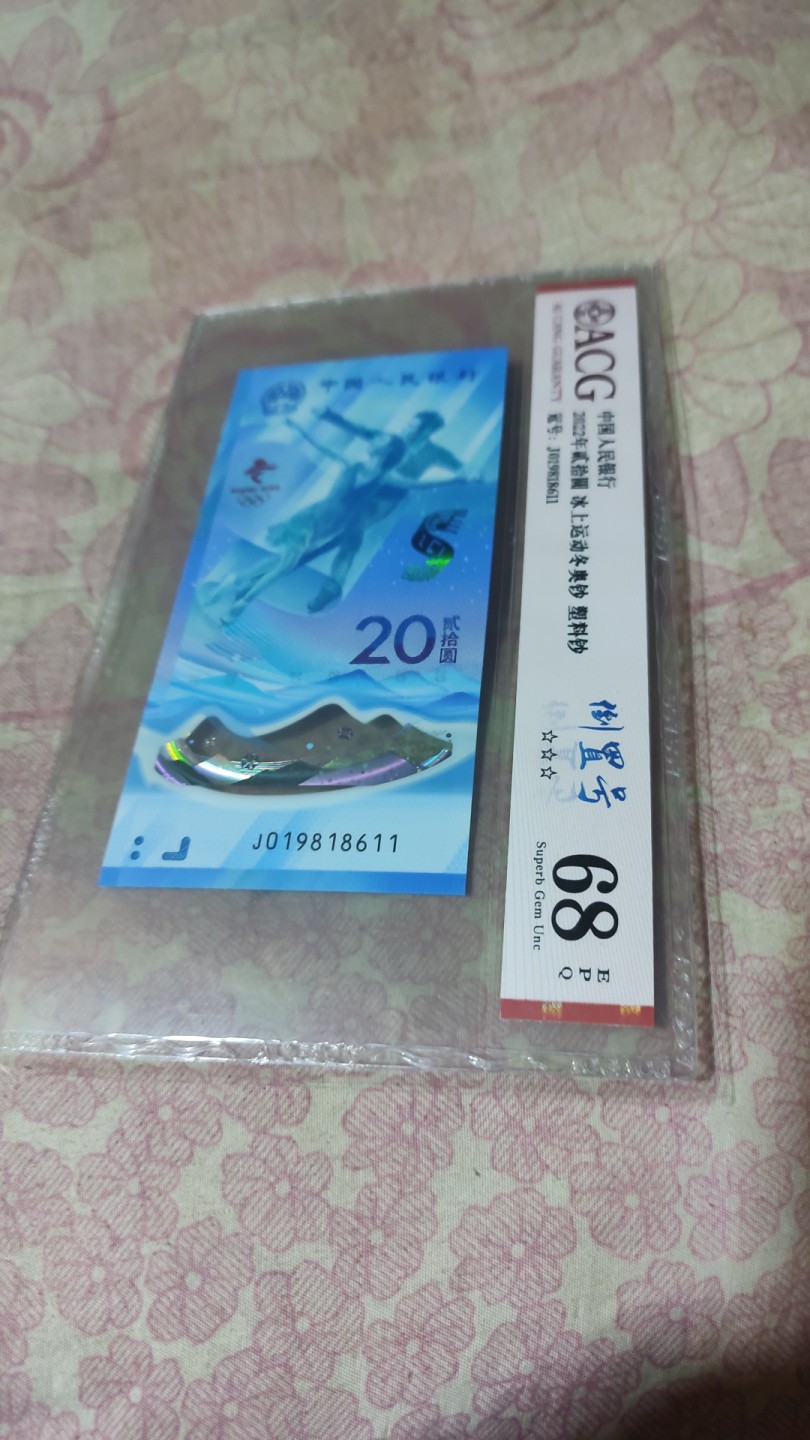 ACG
中国人民银行
2022年贰拾圆 冰上运动冬奥钞 塑料钞
冠号：J019818611
倒置号
☆☆☆
68
E
P
Q
Superb Gem Unc
中国人民银行
20
贰拾圆
J019818611